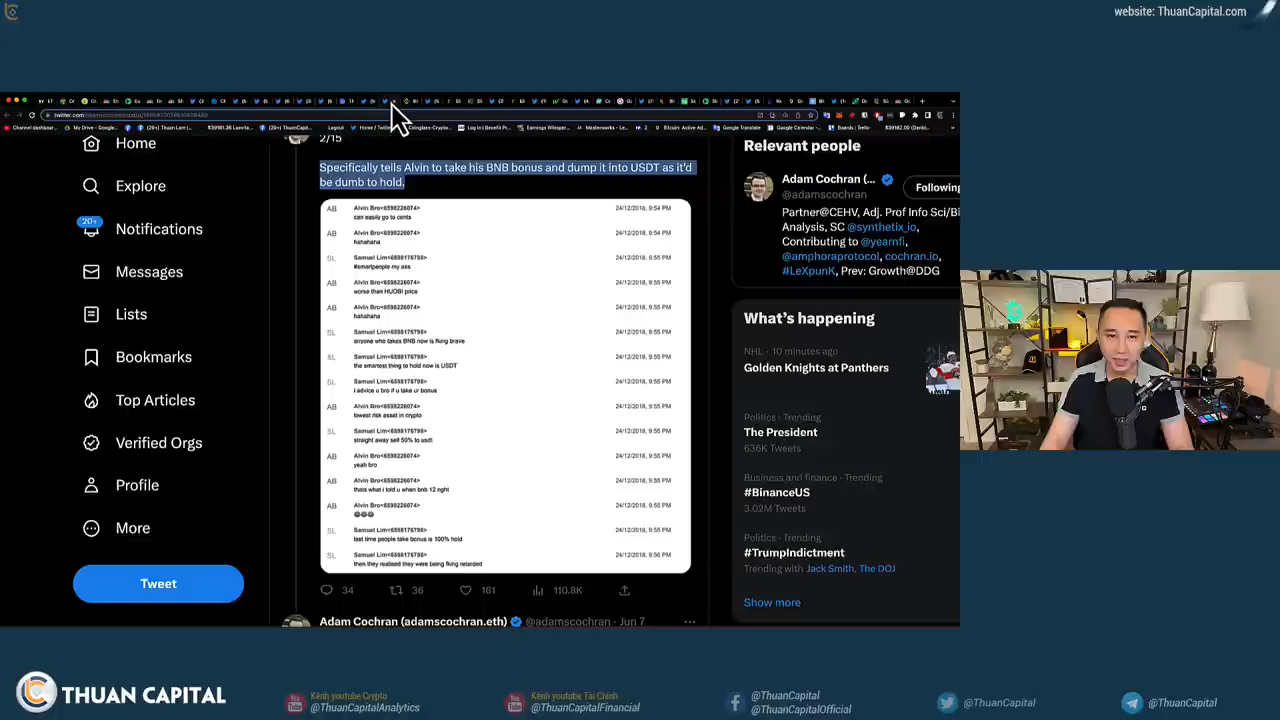 website: ThuanCapital.com
2/15
Specifically tells Alvin to take his BNB bonus and dump it into USDT as it'd
be dumb to hold.
AB Alvin Bro<6598226074> 24/12/2018, 9:54 PM
can easily go to cents
AB Alvin Bro<6598226074> 24/12/2018, 9:54 PM
hahahaha
SL Samuel Lim<6598176798> 24/12/2018, 9:55 PM
#smartpeople my ass
AB Alvin Bro<6598226074> 24/12/2018, 9:55 PM
worse than HUOBI price
AB Alvin Bro<6598226074> 24/12/2018, 9:55 PM
hahahaha
SL Samuel Lim<6598176798> 24/12/2018, 9:55 PM
anyone who takes BNB now is fking brave
SL Samuel Lim<6598176798> 24/12/2018, 9:55 PM
the smartest thing to hold now is USDT
SL Samuel Lim<6598176798> 24/12/2018, 9:55 PM
i advice u bro if u take ur bonus
AB Alvin Bro<6598226074> 24/12/2018, 9:55 PM
lowest risk asset in crypto
SL Samuel Lim<6598176798> 24/12/2018, 9:55 PM
straight away sell 50% to usdt
AB Alvin Bro<6598226074> 24/12/2018, 9:55 PM
yeah bro
AB Alvin Bro<6598226074> 24/12/2018, 9:55 PM
thats what i told u when bnb 12 nght
AB Alvin Bro<6598226074> 24/12/2018, 9:55 PM
SL Samuel Lim<6598176798> 24/12/2018, 9:55 PM
last time people take bonus is 100% hold
SL Samuel Lim<6598176798> 24/12/2018, 9:56 PM
then they realised they were being fking retarded
34 36 161 110.8K
Adam Cochran (adamscochran.eth) @adamscochran · Jun 7
Home
Explore
20+
Notifications
Messages
Lists
Bookmarks
Top Articles
Verified Orgs
Profile
More
Tweet
Relevant people
Adam Cochran (...
@adamscochran
Following
Partner@CEHV, Adj. Prof Info Sci/Bi
Analysis, SC @synthetix_io,
Contributing to @yearnfi,
@amphoraprotocol, cochran.io,
#LeXpunK, Prev: Growth@DDG
What's happening
NHL · 10 minutes ago
Golden Knights at Panthers
Politics · Trending
The President
636K Tweets
Business and finance · Trending
#BinanceUS
3.02M Tweets
Politics · Trending
#TrumpIndictment
Trending with Jack Smith, The DOJ
Show more
THUAN CAPITAL
Kênh youtube Crypto
@ThuanCapitalAnalytics
Kênh youtube Tài Chính
@ThuanCapitalFinancial
@ThuanCapital
@ThuanCapitalOfficial
@ThuanCapital
@ThuanCapital